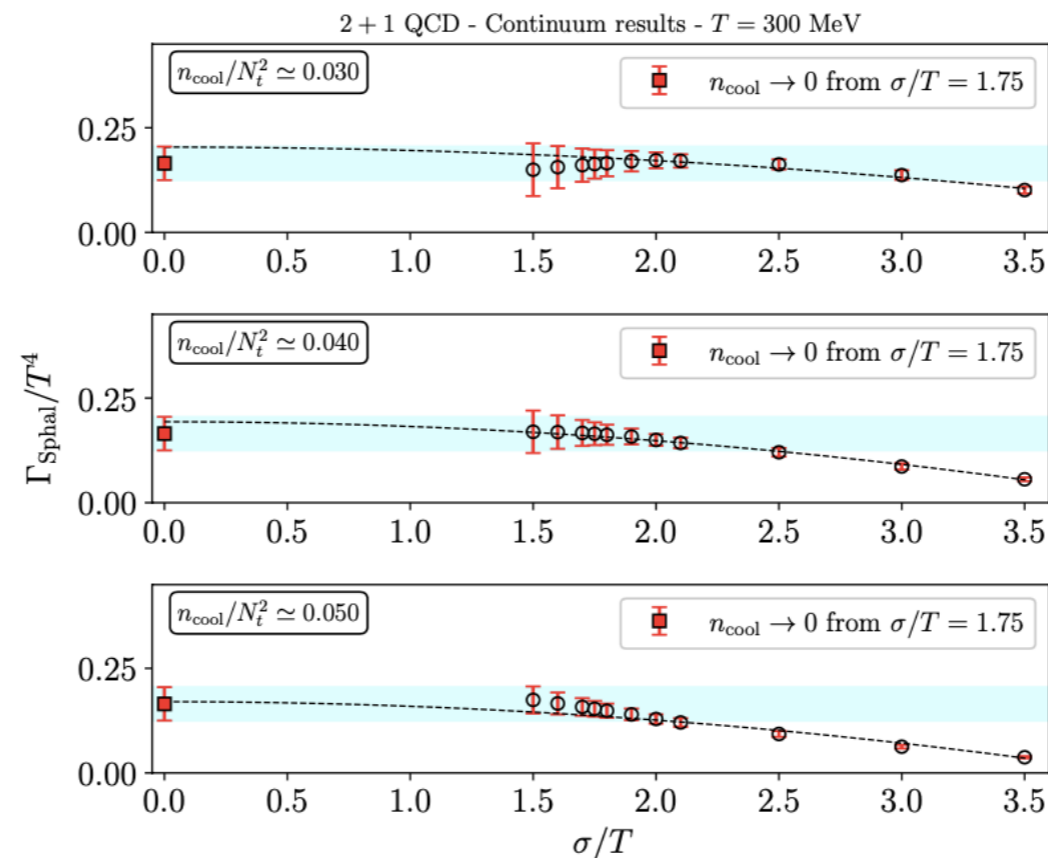 2 + 1 QCD - Continuum results - T = 300 MeV
n_cool/N_t^2 ≃ 0.030
n_cool → 0 from σ/T = 1.75
0.25
0.00
0.0 0.5 1.0 1.5 2.0 2.5 3.0 3.5
Γ_Sphal/T^4
n_cool/N_t^2 ≃ 0.040
n_cool → 0 from σ/T = 1.75
0.25
0.00
0.0 0.5 1.0 1.5 2.0 2.5 3.0 3.5
n_cool/N_t^2 ≃ 0.050
n_cool → 0 from σ/T = 1.75
0.25
0.00
0.0 0.5 1.0 1.5 2.0 2.5 3.0 3.5
σ/T